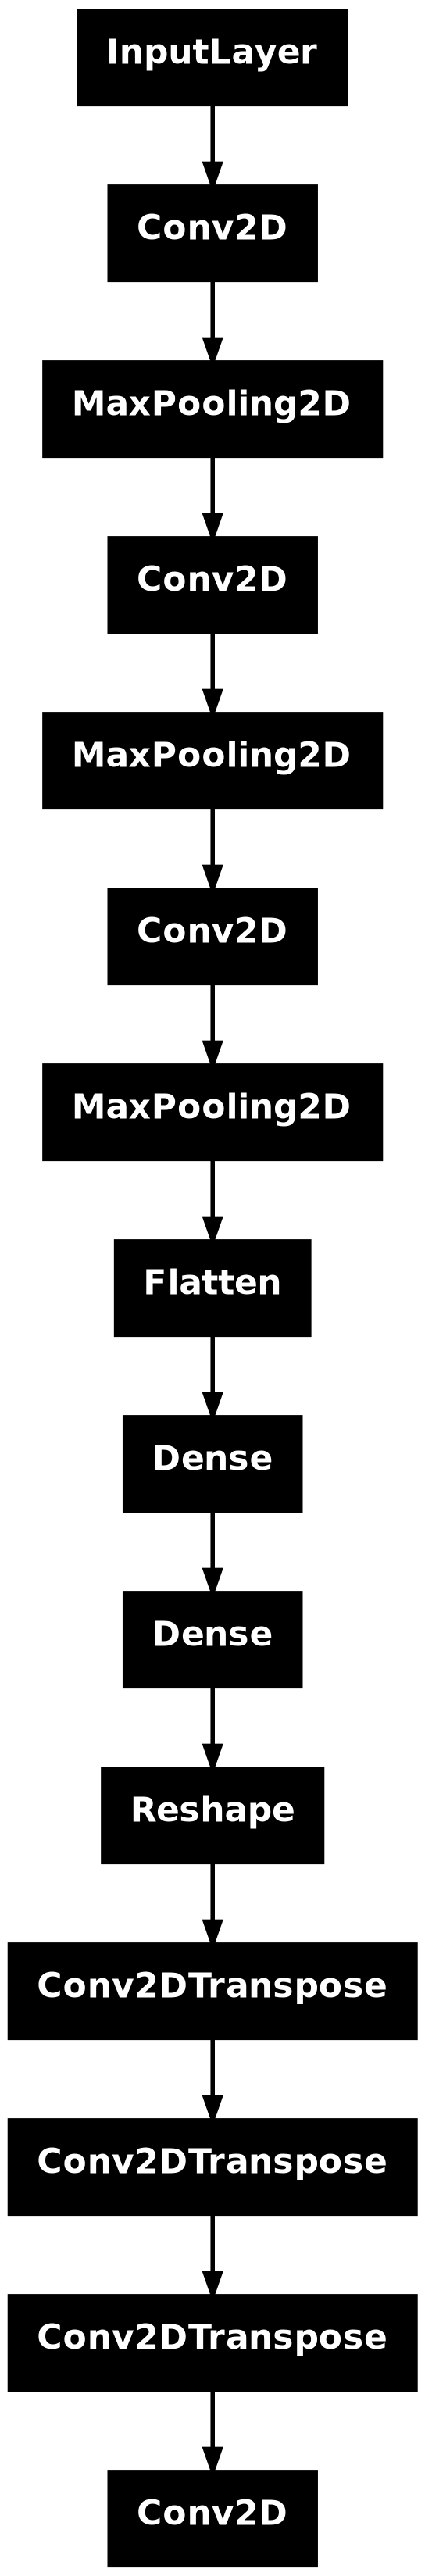 InputLayer
Conv2D
MaxPooling2D
Conv2D
MaxPooling2D
Conv2D
MaxPooling2D
Flatten
Dense
Dense
Reshape
Conv2DTranspose
Conv2DTranspose
Conv2DTranspose
Conv2D